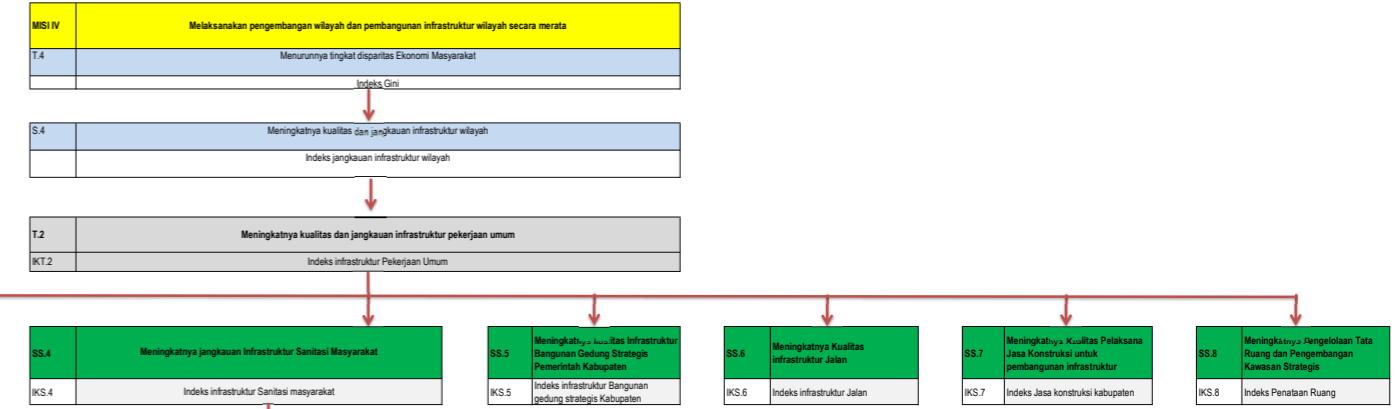 MISI IV
Melaksanakan pengembangan wilayah dan pembangunan infrastruktur wilayah secara merata
T.4
Menurunnya tingkat disparitas Ekonomi Masyarakat
Indeks Gini
S.4
Meningkatnya kualitas dan jangkauan infrastruktur wilayah
Indeks jangkauan infrastruktur wilayah
T.2
Meningkatnya kualitas dan jangkauan infrastruktur pekerjaan umum
IKT.2
Indeks infrastruktur Pekerjaan Umum
SS.4
Meningkatnya jangkauan Infrastruktur Sanitasi Masyarakat
IKS.4
Indeks infrastruktur Sanitasi masyarakat
SS.5
Meningkatnya kualitas Infrastruktur
Bangunan Gedung Strategis
Pemerintah Kabupaten
IKS.5
Indeks infrastruktur Bangunan
gedung strategis Kabupaten
SS.6
Meningkatnya Kualitas
infrastruktur Jalan
IKS.6
Indeks infrastruktur Jalan
SS.7
Meningkatnya Kualitas Pelaksana
Jasa Konstruksi untuk
pembangunan infrastruktur
IKS.7
Indeks Jasa konstruksi kabupaten
SS.8
Meningkatnya Pengelolaan Tata
Ruang dan Pengembangan
Kawasan Strategis
IKS.8
Indeks Penataan Ruang